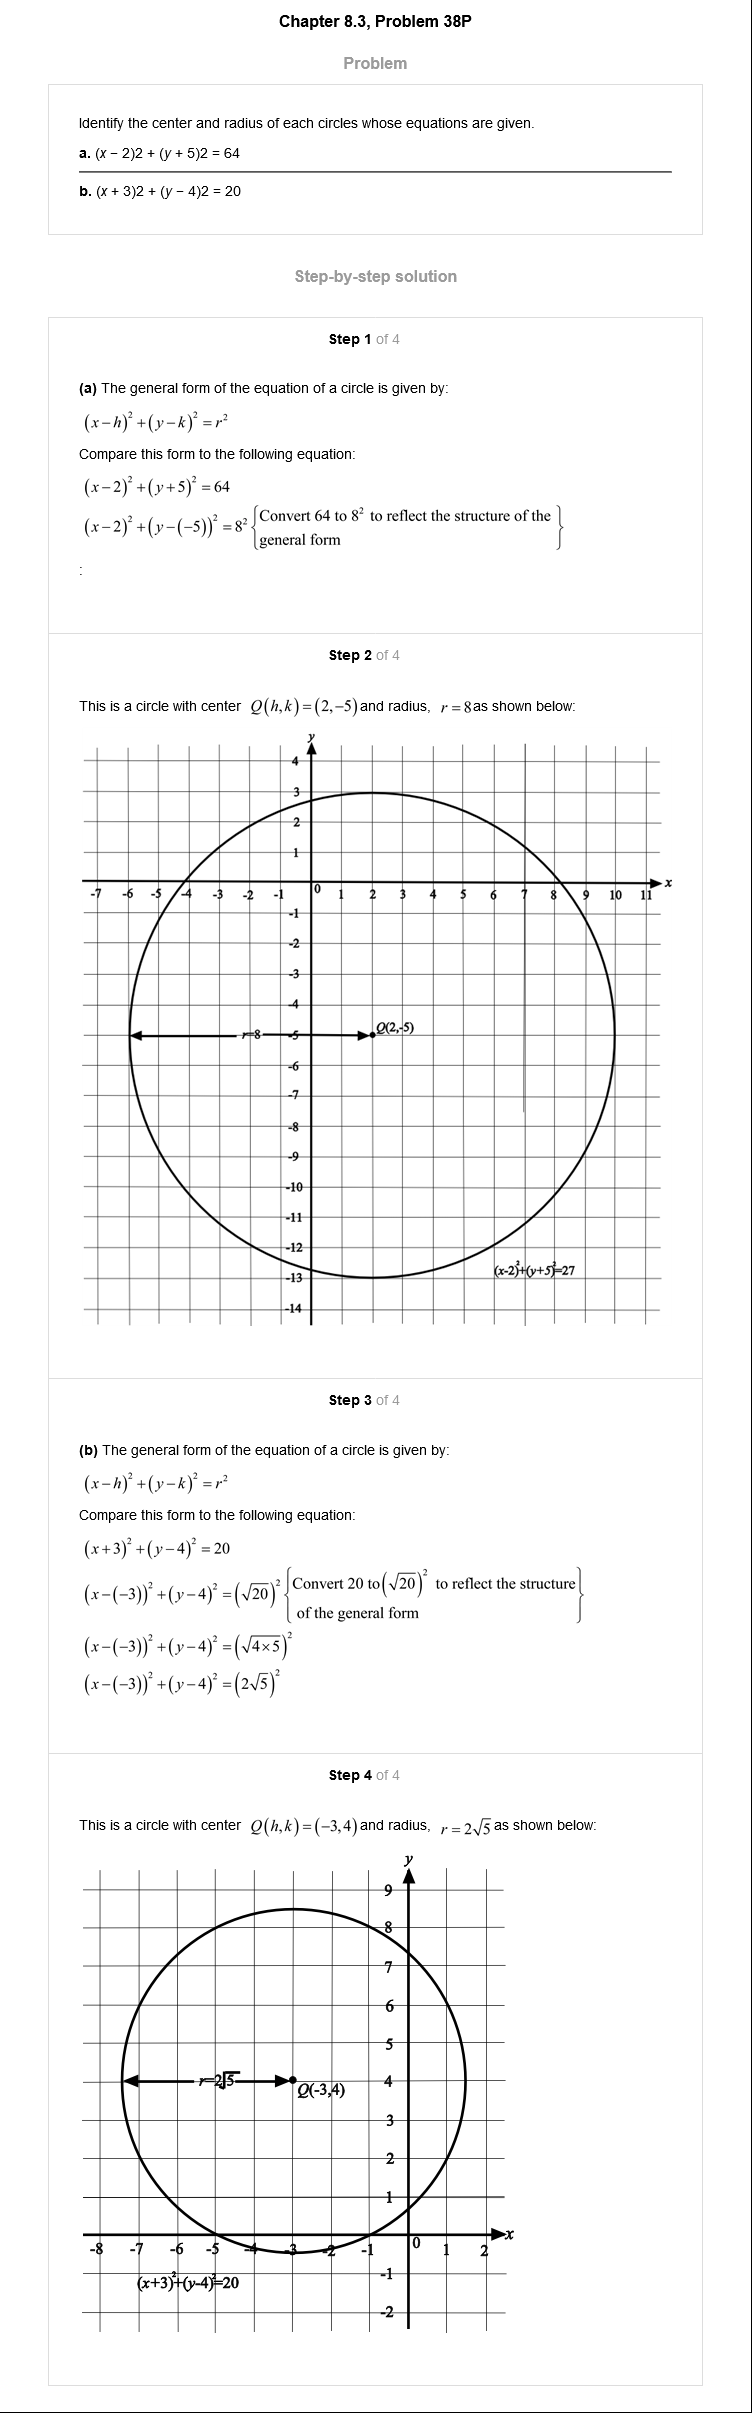 Chapter 8.3, Problem 38P
Problem
Identify the center and radius of each circles whose equations are given.
a. (x − 2)2 + (y + 5)2 = 64
b. (x + 3)2 + (y − 4)2 = 20
Step-by-step solution
Step 1 of 4
(a) The general form of the equation of a circle is given by:
(x−h)²+(y−k)²=r²
Compare this form to the following equation:
(x−2)²+(y+5)²=64
(x−2)²+(y−(−5))²=8² {Convert 64 to 8² to reflect the structure of the
general form}
:
Step 2 of 4
This is a circle with center Q(h,k)=(2,−5) and radius, r=8 as shown below:
y
4
3
2
1
-7 -6 -5 -4 -3 -2 -1 0 1 2 3 4 5 6 7 8 9 10 11 x
-1
-2
-3
-4
r=8 -5 Q(2,-5)
-6
-7
-8
-9
-10
-11
-12
(x-2)²+(y+5)²=27
-13
-14
Step 3 of 4
(b) The general form of the equation of a circle is given by:
(x−h)²+(y−k)²=r²
Compare this form to the following equation:
(x+3)²+(y−4)²=20
(x−(−3))²+(y−4)²=(√20)² {Convert 20 to (√20)² to reflect the structure
of the general form}
(x−(−3))²+(y−4)²=(√4×5)²
(x−(−3))²+(y−4)²=(2√5)²
Step 4 of 4
This is a circle with center Q(h,k)=(−3,4) and radius, r=2√5 as shown below:
y
9
8
7
6
5
r=2√5 Q(-3,4) 4
3
2
1
-8 -7 -6 -5 -4 -3 -2 -1 0 1 2 x
-1
(x+3)²+(y-4)²=20
-2